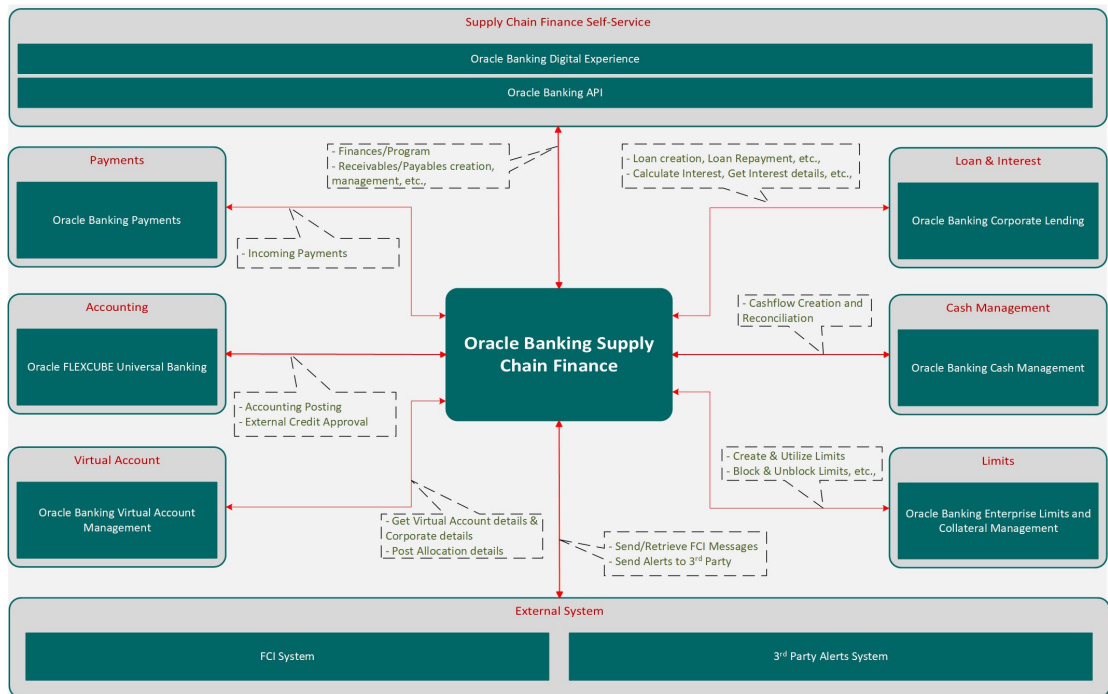 Supply Chain Finance Self-Service
Oracle Banking Digital Experience
Oracle Banking API
Payments
Oracle Banking Payments
- Finances/Program
- Receivables/Payables creation,
management, etc.,
- Loan creation, Loan Repayment, etc.,
- Calculate Interest, Get Interest details, etc.,
Loan & Interest
Oracle Banking Corporate Lending
- Incoming Payments
Accounting
Oracle FLEXCUBE Universal Banking
Oracle Banking Supply
Chain Finance
- Cashflow Creation and
Reconciliation
Cash Management
Oracle Banking Cash Management
- Accounting Posting
- External Credit Approval
Virtual Account
Oracle Banking Virtual Account
Management
- Create & Utilize Limits
- Block & Unblock Limits, etc.,
Limits
Oracle Banking Enterprise Limits and
Collateral Management
- Get Virtual Account details &
Corporate details
- Post Allocation details
- Send/Retrieve FCI Messages
- Send Alerts to 3rd Party
External System
FCI System
3rd Party Alerts System